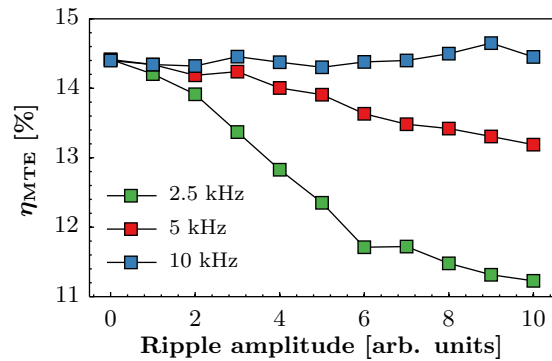 15
14
13
12
11
η_MTE [%]
2.5 kHz
5 kHz
10 kHz
0 2 4 6 8 10
Ripple amplitude [arb. units]